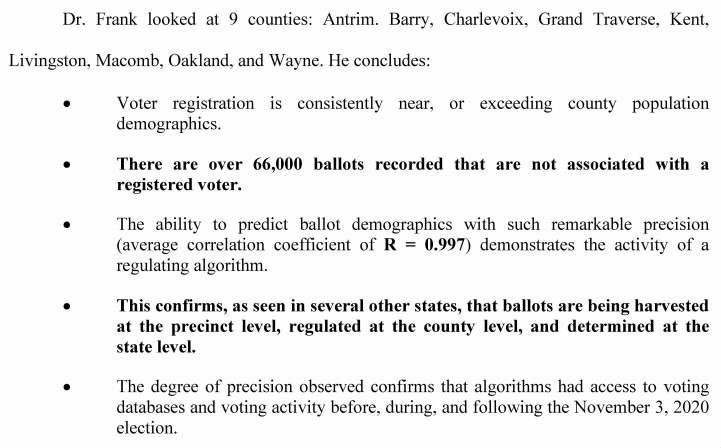 Dr. Frank looked at 9 counties: Antrim. Barry, Charlevoix, Grand Traverse, Kent,
Livingston, Macomb, Oakland, and Wayne. He concludes:
• Voter registration is consistently near, or exceeding county population
demographics.
• There are over 66,000 ballots recorded that are not associated with a
registered voter.
• The ability to predict ballot demographics with such remarkable precision
(average correlation coefficient of R = 0.997) demonstrates the activity of a
regulating algorithm.
• This confirms, as seen in several other states, that ballots are being harvested
at the precinct level, regulated at the county level, and determined at the
state level.
• The degree of precision observed confirms that algorithms had access to voting
databases and voting activity before, during, and following the November 3, 2020
election.